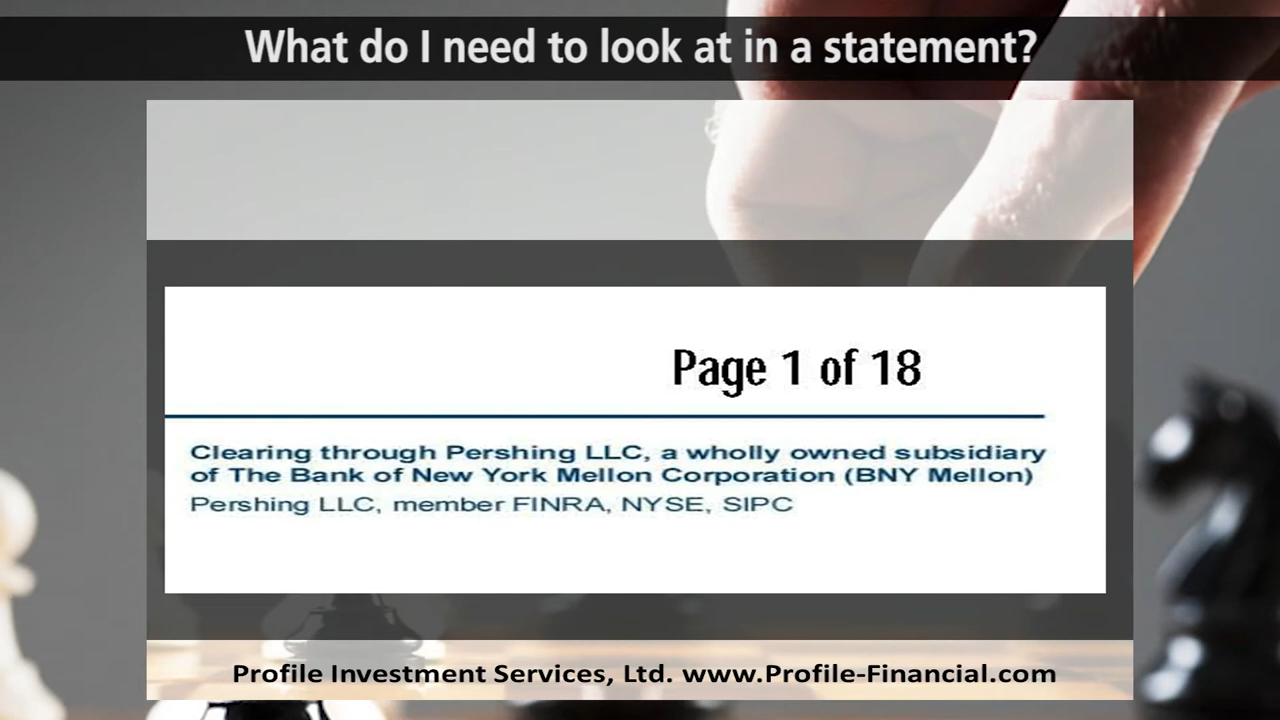 What do I need to look at in a statement?
Page 1 of 18
Clearing through Pershing LLC, a wholly owned subsidiary
of The Bank of New York Mellon Corporation (BNY Mellon)
Pershing LLC, member FINRA, NYSE, SIPC
Profile Investment Services, Ltd. www.Profile-Financial.com